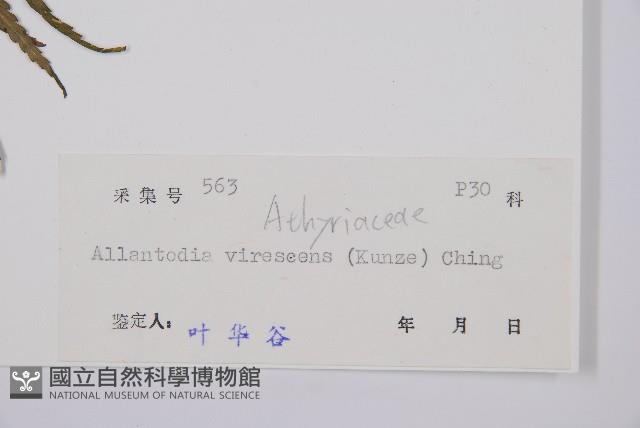 采集号 563 P30 科
Athyriaceae
Allantodia virescens (Kunze) Ching
鉴定人: 叶华谷 年 月 日
國立自然科學博物館
NATIONAL MUSEUM OF NATURAL SCIENCE